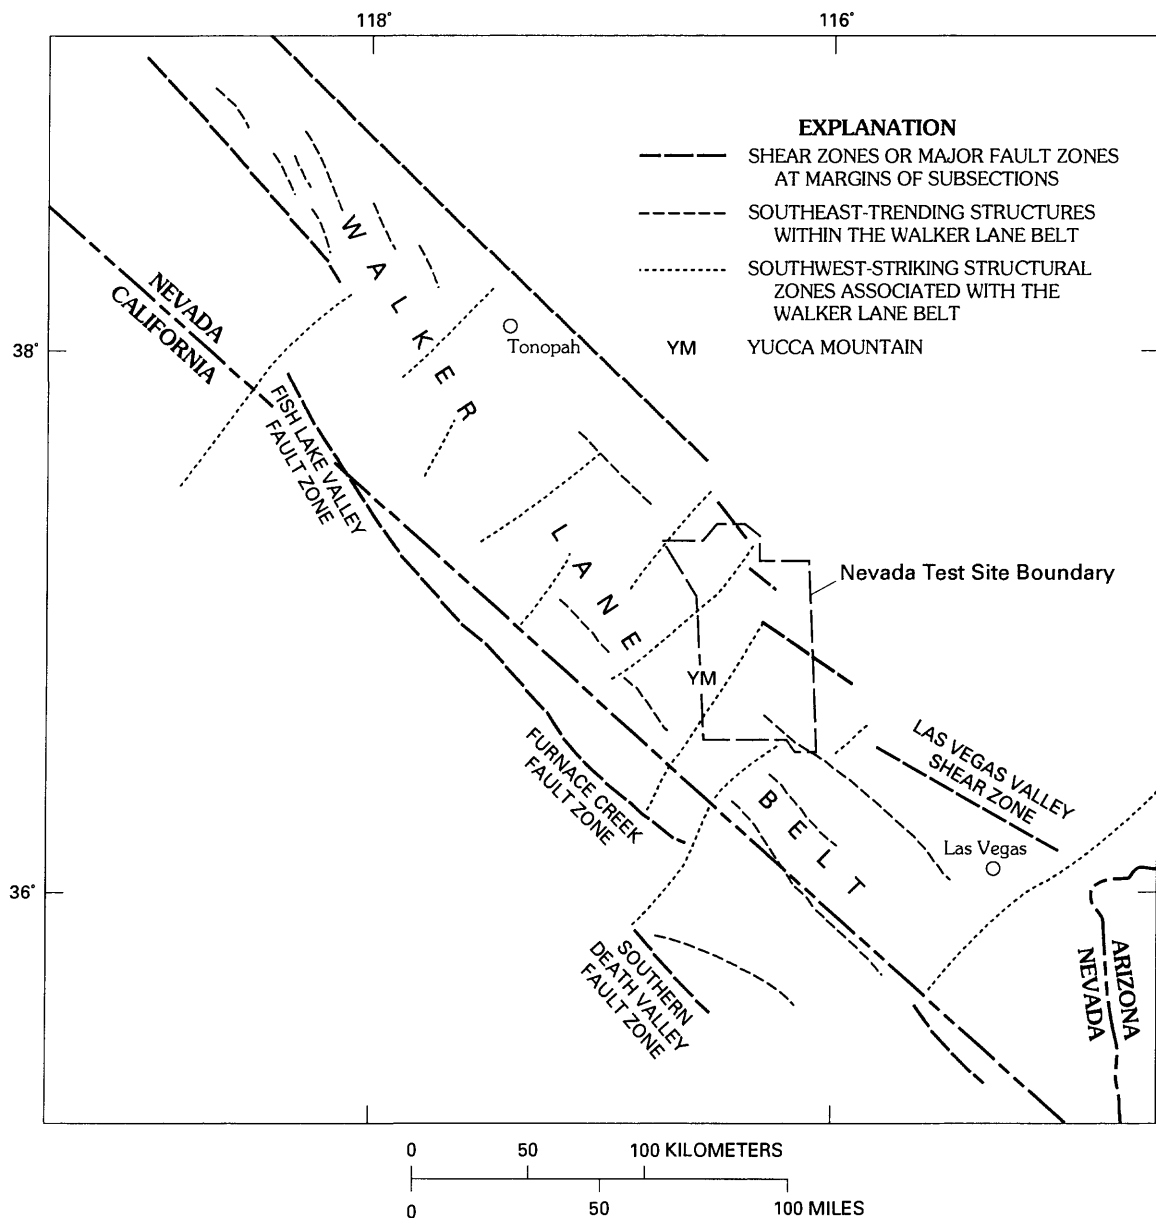 118°
116°
EXPLANATION
SHEAR ZONES OR MAJOR FAULT ZONES
AT MARGINS OF SUBSECTIONS
SOUTHEAST-TRENDING STRUCTURES
WITHIN THE WALKER LANE BELT
SOUTHWEST-STRIKING STRUCTURAL
ZONES ASSOCIATED WITH THE
WALKER LANE BELT
YM YUCCA MOUNTAIN
WALKER
LANE
BELT
NEVADA
CALIFORNIA
Tonopah
38°
FISH LAKE VALLEY
FAULT ZONE
Nevada Test Site Boundary
YM
FURNACE CREEK
FAULT ZONE
LAS VEGAS VALLEY
SHEAR ZONE
Las Vegas
36°
SOUTHERN
DEATH VALLEY
FAULT ZONE
ARIZONA
NEVADA
0 50 100 KILOMETERS
0 50 100 MILES